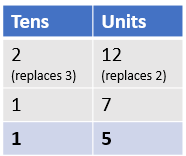 Tens Units
2 12
(replaces 3) (replaces 2)
1 7
1 5